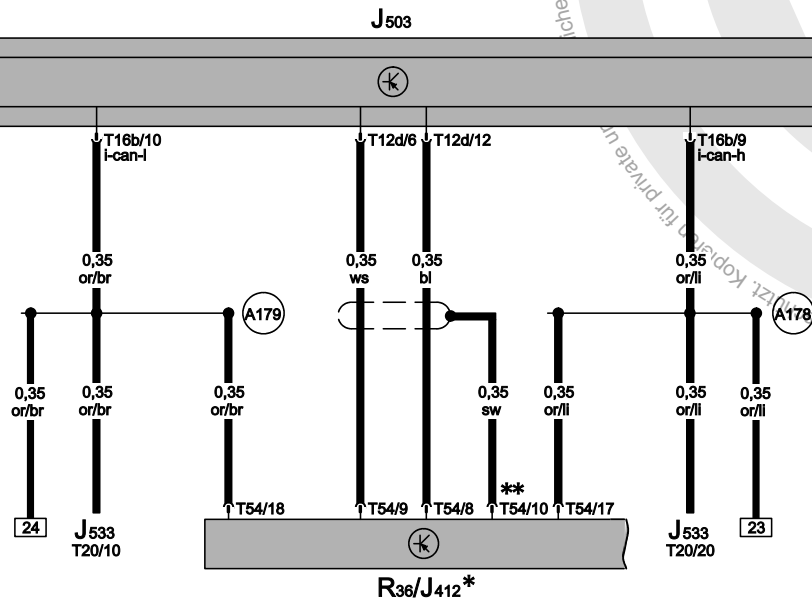 J503
T16b/10
i-can-l
T12d/6
T12d/12
T16b/9
i-can-h
0,35
or/br
0,35
ws
0,35
bl
0,35
or/li
A179
A178
0,35
or/br
0,35
or/br
0,35
or/br
0,35
sw
0,35
or/li
0,35
or/li
0,35
or/li
**
T54/18
T54/9
T54/8
T54/10
T54/17
24
J533
T20/10
J533
T20/20
23
R36/J412*
für private
Kopieren